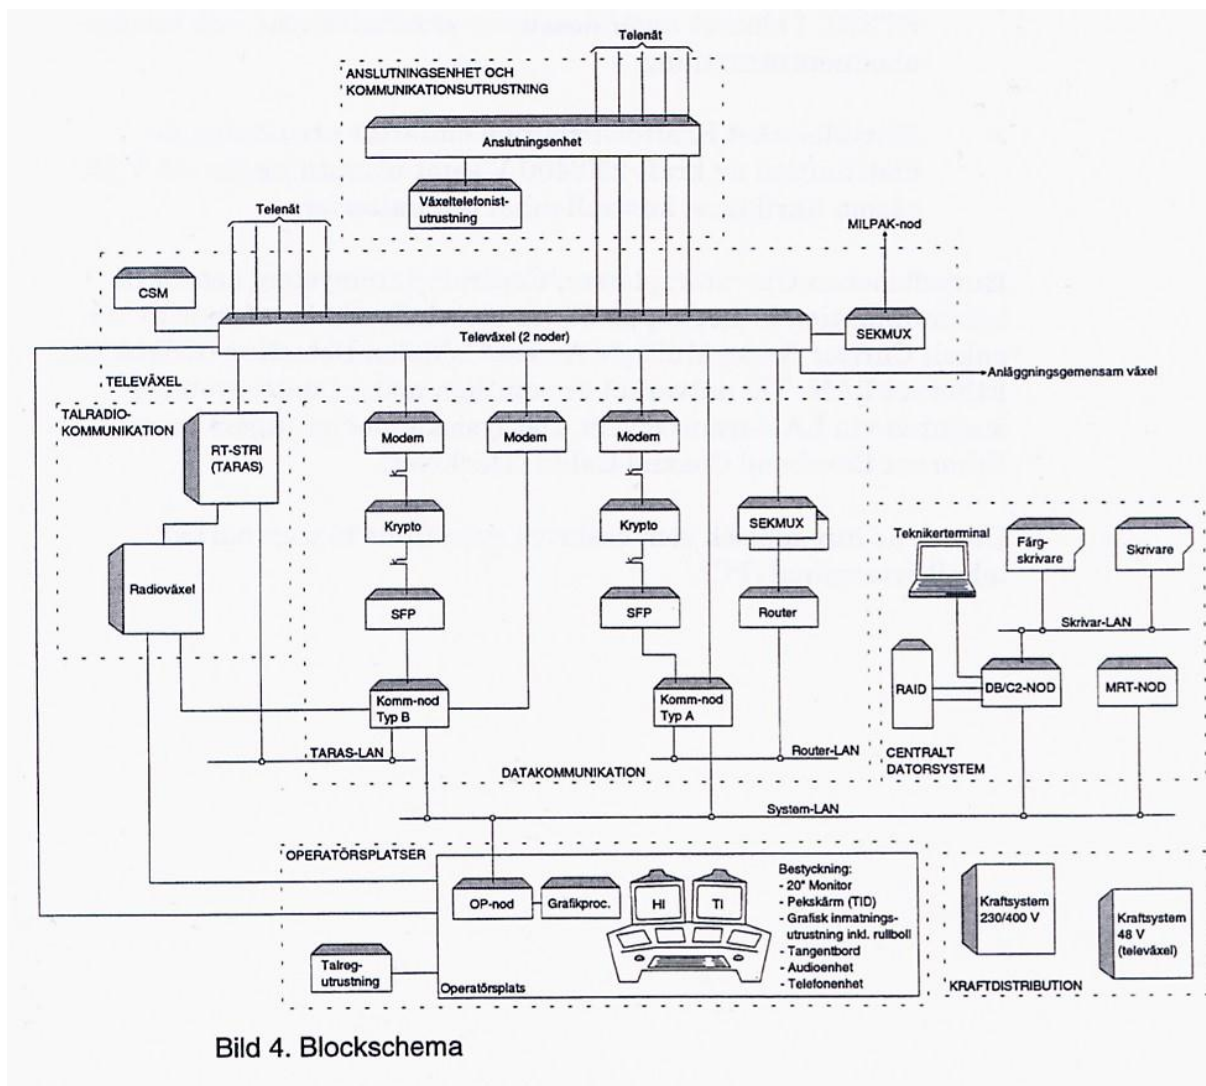 Telenät
ANSLUTNINGSENHET OCH
KOMMUNIKATIONSUTRUSTNING
Anslutningsenhet
Växeltelefonist-
utrustning
Telenät
MILPAK-nod
CSM
Televäxel (2 noder)
SEKMUX
TELEVÄXEL
Anläggningsgemensam växel
TALRADIO-
KOMMUNIKATION
RT-STRI
(TARAS)
Modem
Modem
Modem
Krypto
Krypto
SEKMUX
Radioväxel
SFP
SFP
Router
Teknikerterminal
Färg-
skrivare
Skrivare
Skrivar-LAN
RAID
DB/C2-NOD
MRT-NOD
Komm-nod
Typ B
Komm-nod
Typ A
TARAS-LAN
Router-LAN
DATAKOMMUNIKATION
CENTRALT
DATORSYSTEM
System-LAN
OPERATÖRSPLATSER
OP-nod
Grafikproc.
HI
TI
Bestyckning:
- 20" Monitor
- Pekskärm (TID)
- Grafisk inmatnings-
utrustning inkl. rullboll
- Tangentbord
- Audioenhet
- Telefonenhet
Talreg-
utrustning
Operatörsplats
Kraftsystem
230/400 V
Kraftsystem
48 V
(televäxel)
KRAFTDISTRIBUTION
Bild 4. Blockschema